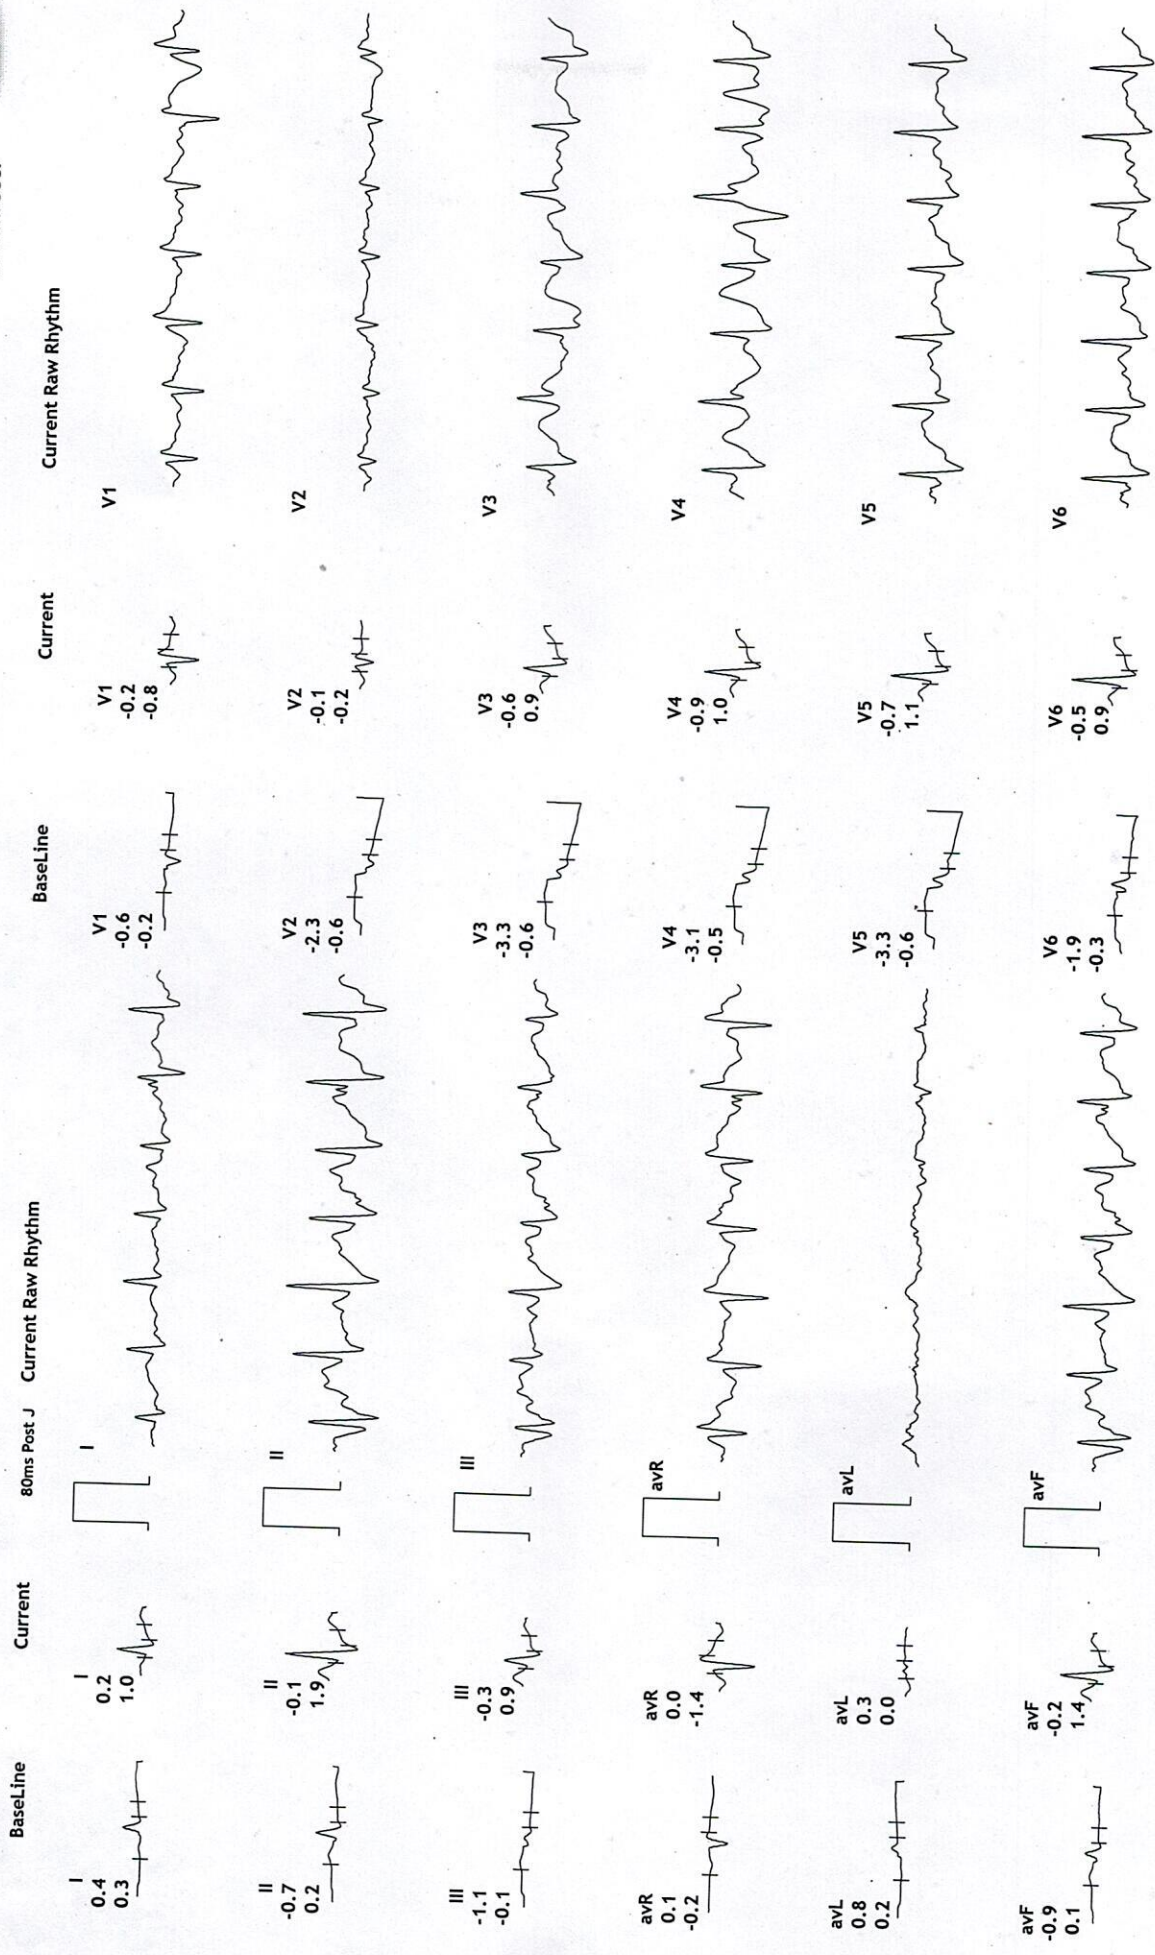 BaseLine
Current
80ms Post J
Current Raw Rhythm
BaseLine
Current
Current Raw Rhythm
I
0.4
0.3
I
0.2
1.0
I
V1
-0.6
-0.2
V1
-0.2
-0.8
V1
II
-0.7
0.2
II
-0.1
1.9
II
V2
-2.3
-0.6
V2
-0.1
-0.2
V2
III
-1.1
-0.1
III
-0.3
0.9
III
V3
-3.3
-0.6
V3
-0.6
0.9
V3
avR
0.1
-0.2
avR
0.0
-1.4
avR
V4
-3.1
-0.5
V4
-0.9
1.0
V4
avL
0.8
0.2
avL
0.3
0.0
avL
V5
-3.3
-0.6
V5
-0.7
1.1
V5
avF
-0.9
0.1
avF
-0.2
1.4
avF
V6
-1.9
-0.3
V6
-0.5
0.9
V6